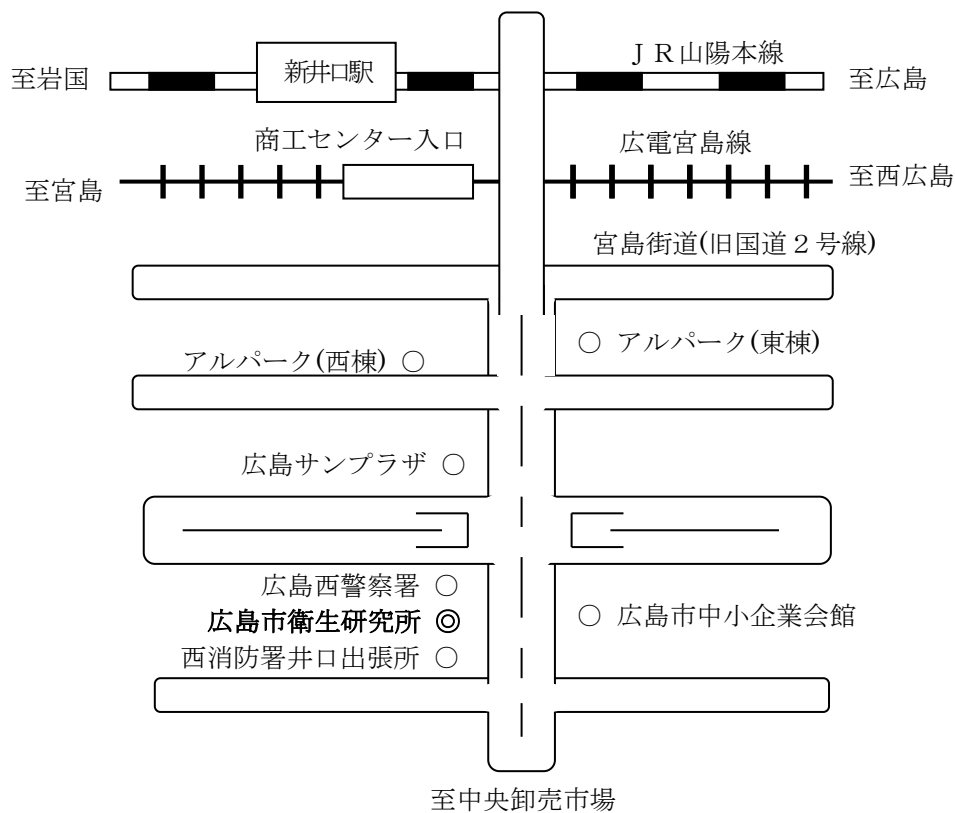 ＪＲ山陽本線
至岩国
新井口駅
至広島
商工センター入口
広電宮島線
至宮島
至西広島
宮島街道(旧国道２号線)
アルパーク(西棟) ○
○ アルパーク(東棟)
広島サンプラザ ○
広島西警察署 ○
広島市衛生研究所 ◎
○ 広島市中小企業会館
西消防署井口出張所 ○
至中央卸売市場